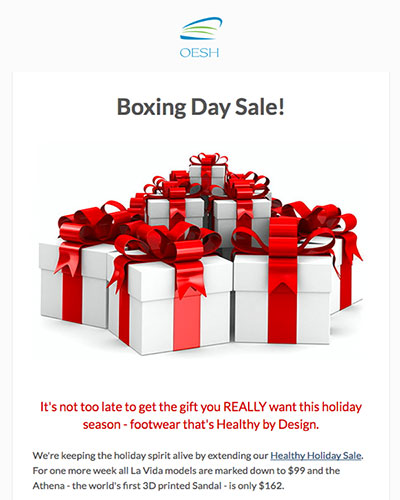 OESH
Boxing Day Sale!
It's not too late to get the gift you REALLY want this holiday
season - footwear that's Healthy by Design.
We're keeping the holiday spirit alive by extending our Healthy Holiday Sale.
For one more week all La Vida models are marked down to $99 and the
Athena - the world's first 3D printed Sandal - is only $162.